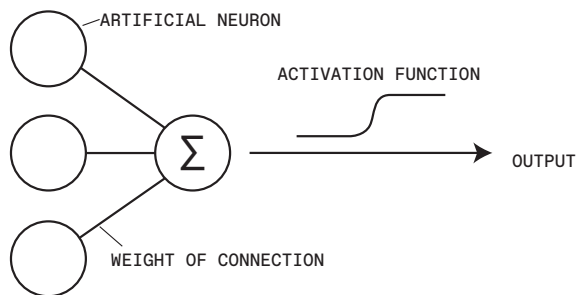 ARTIFICIAL NEURON
ACTIVATION FUNCTION
Σ
OUTPUT
WEIGHT OF CONNECTION